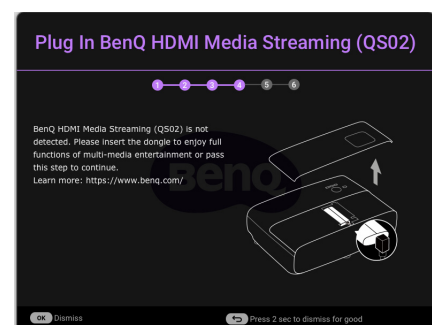 Plug In BenQ HDMI Media Streaming (QS02)
1 2 3 4 5 6
BenQ HDMI Media Streaming (QS02) is not
detected. Please insert the dongle to enjoy full
functions of multi-media entertainment or pass
this step to continue.
Learn more: https://www.benq.com/
BenQ
OK Dismiss
Press 2 sec to dismiss for good